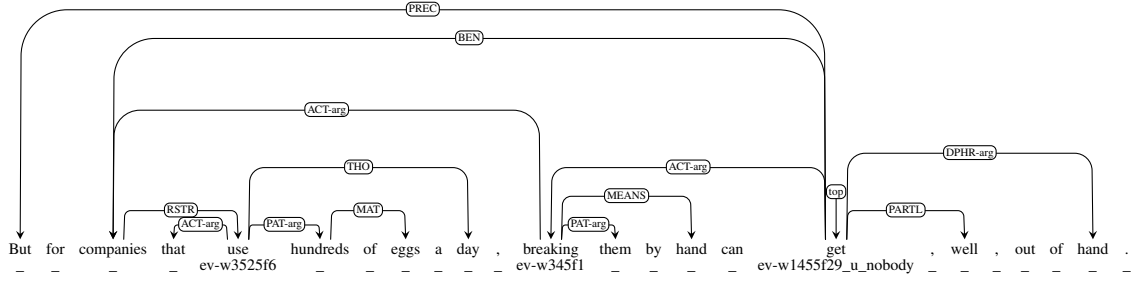 PREC
BEN
ACT-arg
THO ACT-arg DPHR-arg
MEANS top
RSTR MAT PARTL
ACT-arg PAT-arg PAT-arg
But for companies that use hundreds of eggs a day , breaking them by hand can get , well , out of hand .
_ _ _ _ ev-w3525f6 _ _ _ _ _ _ ev-w345f1 _ _ _ _ ev-w1455f29_u_nobody _ _ _ _ _ _ _